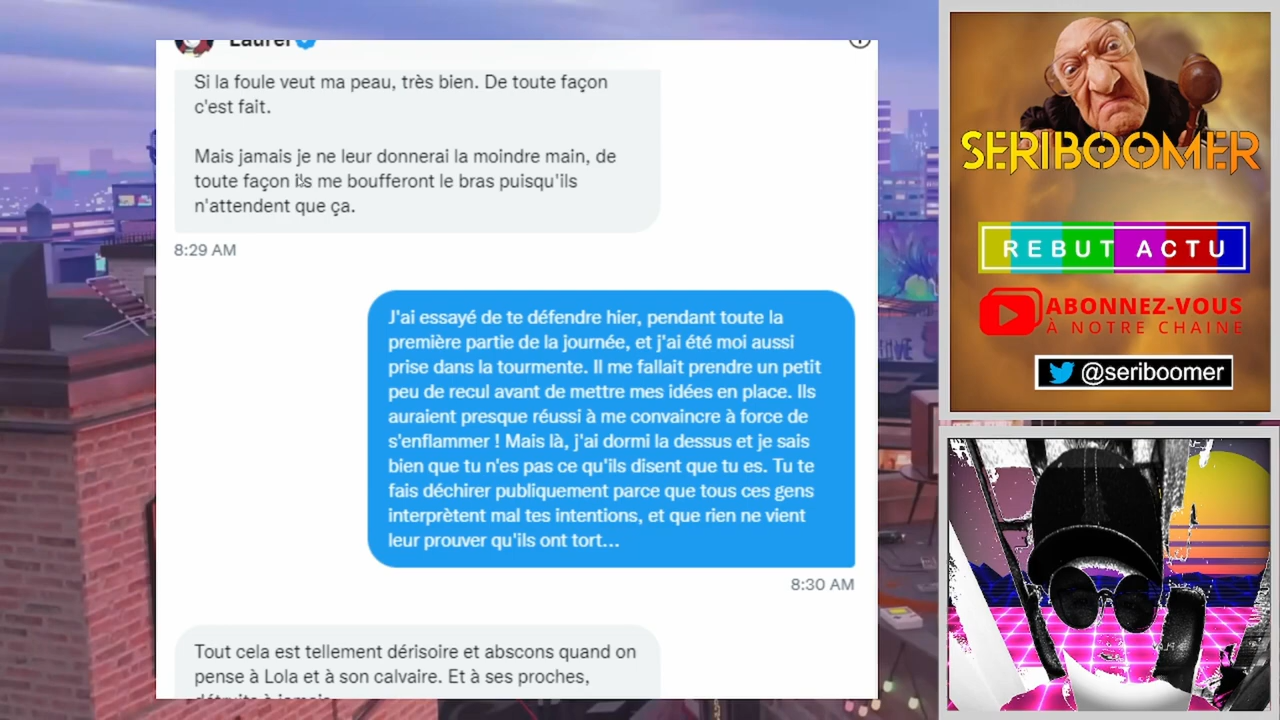 Laurel
Si la foule veut ma peau, très bien. De toute façon
c'est fait.
Mais jamais je ne leur donnerai la moindre main, de
toute façon ils me boufferont le bras puisqu'ils
n'attendent que ça.
8:29 AM
J'ai essayé de te défendre hier, pendant toute la
première partie de la journée, et j'ai été moi aussi
prise dans la tourmente. Il me fallait prendre un petit
peu de recul avant de mettre mes idées en place. Ils
auraient presque réussi à me convaincre à force de
s'enflammer ! Mais là, j'ai dormi la dessus et je sais
bien que tu n'es pas ce qu'ils disent que tu es. Tu te
fais déchirer publiquement parce que tous ces gens
interprètent mal tes intentions, et que rien ne vient
leur prouver qu'ils ont tort...
8:30 AM
Tout cela est tellement dérisoire et abscons quand on
pense à Lola et à son calvaire. Et à ses proches,
détruits à jamais
SERIBOOMER
REBUT ACTU
ABONNEZ-VOUS
À NOTRE CHAINE
@seriboomer